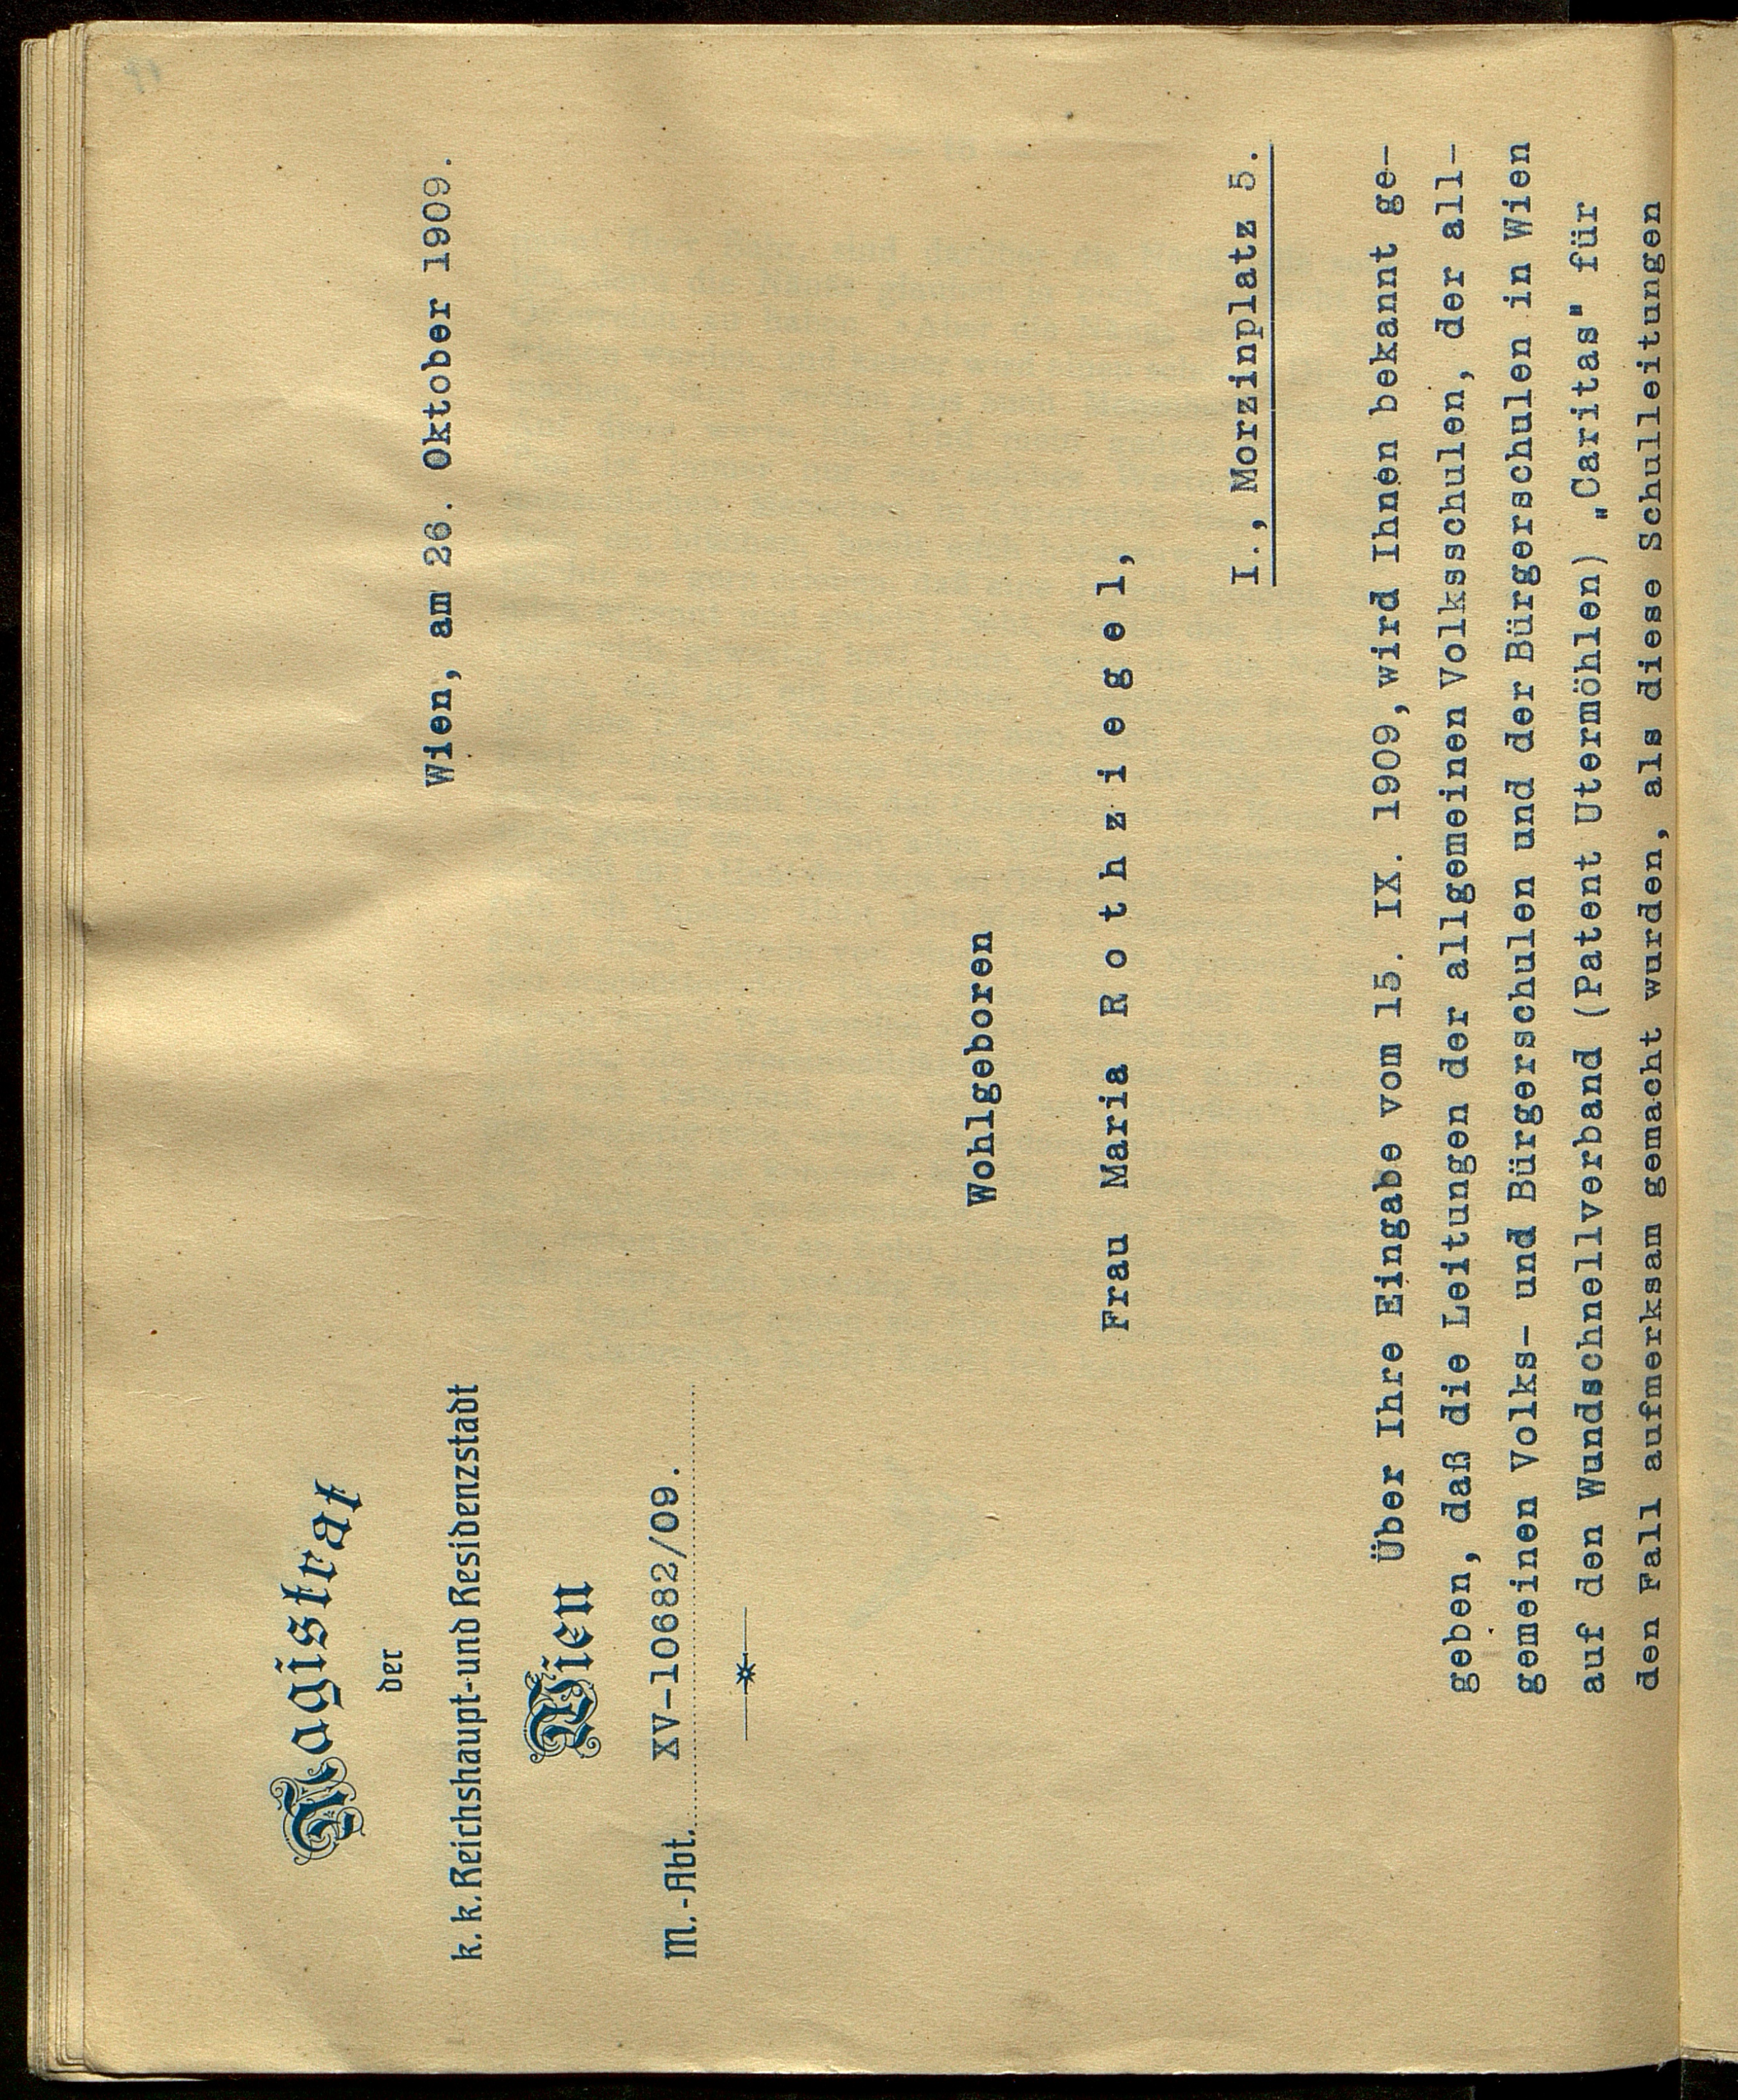 Magistrat
der
k. k. Reichshaupt- und Residenzstadt
Wien
M.-Abt. XV-10682/09.
Wien, am 26. Oktober 1909.
Wohlgeboren
Frau Maria Rothziegel,
I., Morzinplatz 5.
Über Ihre Eingabe vom 15. IX. 1909, wird Ihnen bekannt ge-
geben, daß die Leitungen der allgemeinen Volksschulen, der all-
gemeinen Volks- und Bürgerschulen und der Bürgerschulen in Wien
auf den Wundschnellverband (Patent Utermöhlen) „Caritas" für
den Fall aufmerksam gemacht wurden, als diese Schulleitungen